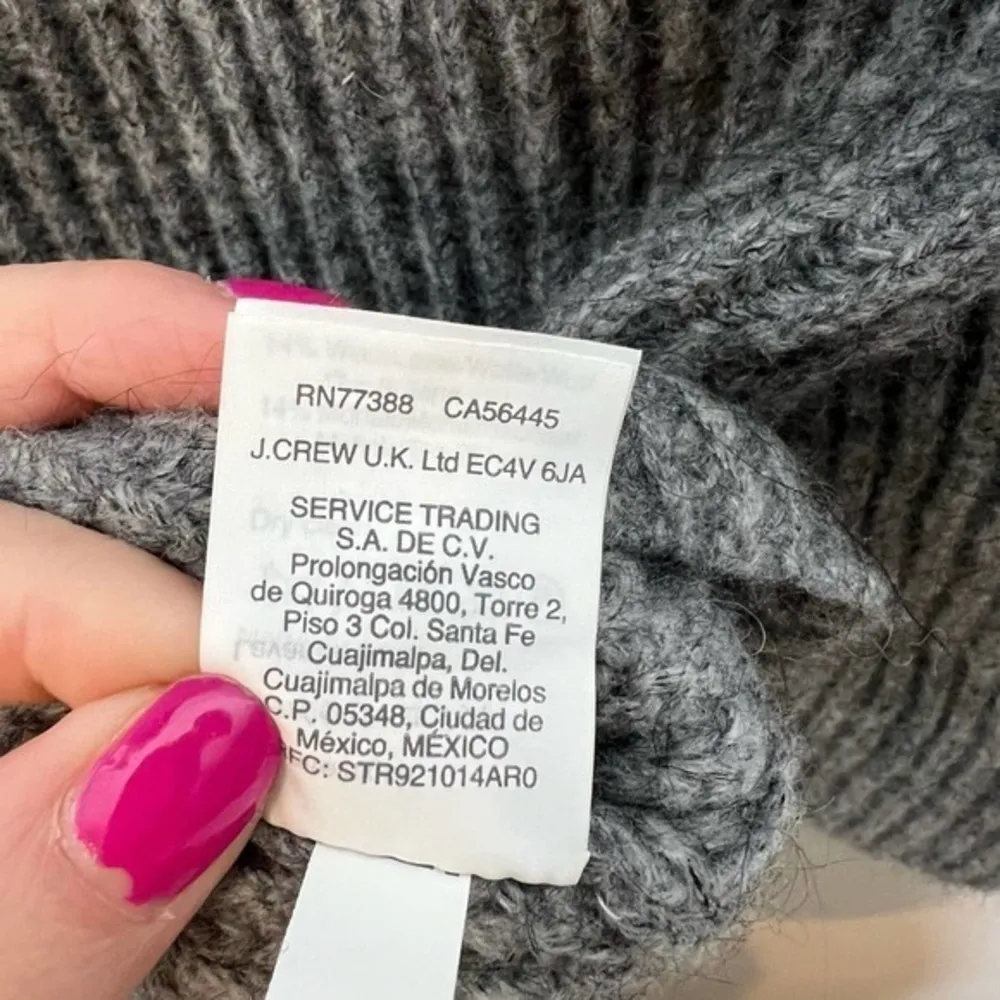 RN77388 CA56445
J.CREW U.K. Ltd EC4V 6JA
SERVICE TRADING
S.A. DE C.V.
Prolongación Vasco
de Quiroga 4800, Torre 2,
Piso 3 Col. Santa Fe
Cuajimalpa, Del.
Cuajimalpa de Morelos
C.P. 05348, Ciudad de
México, MÉXICO
RFC: STR921014AR0